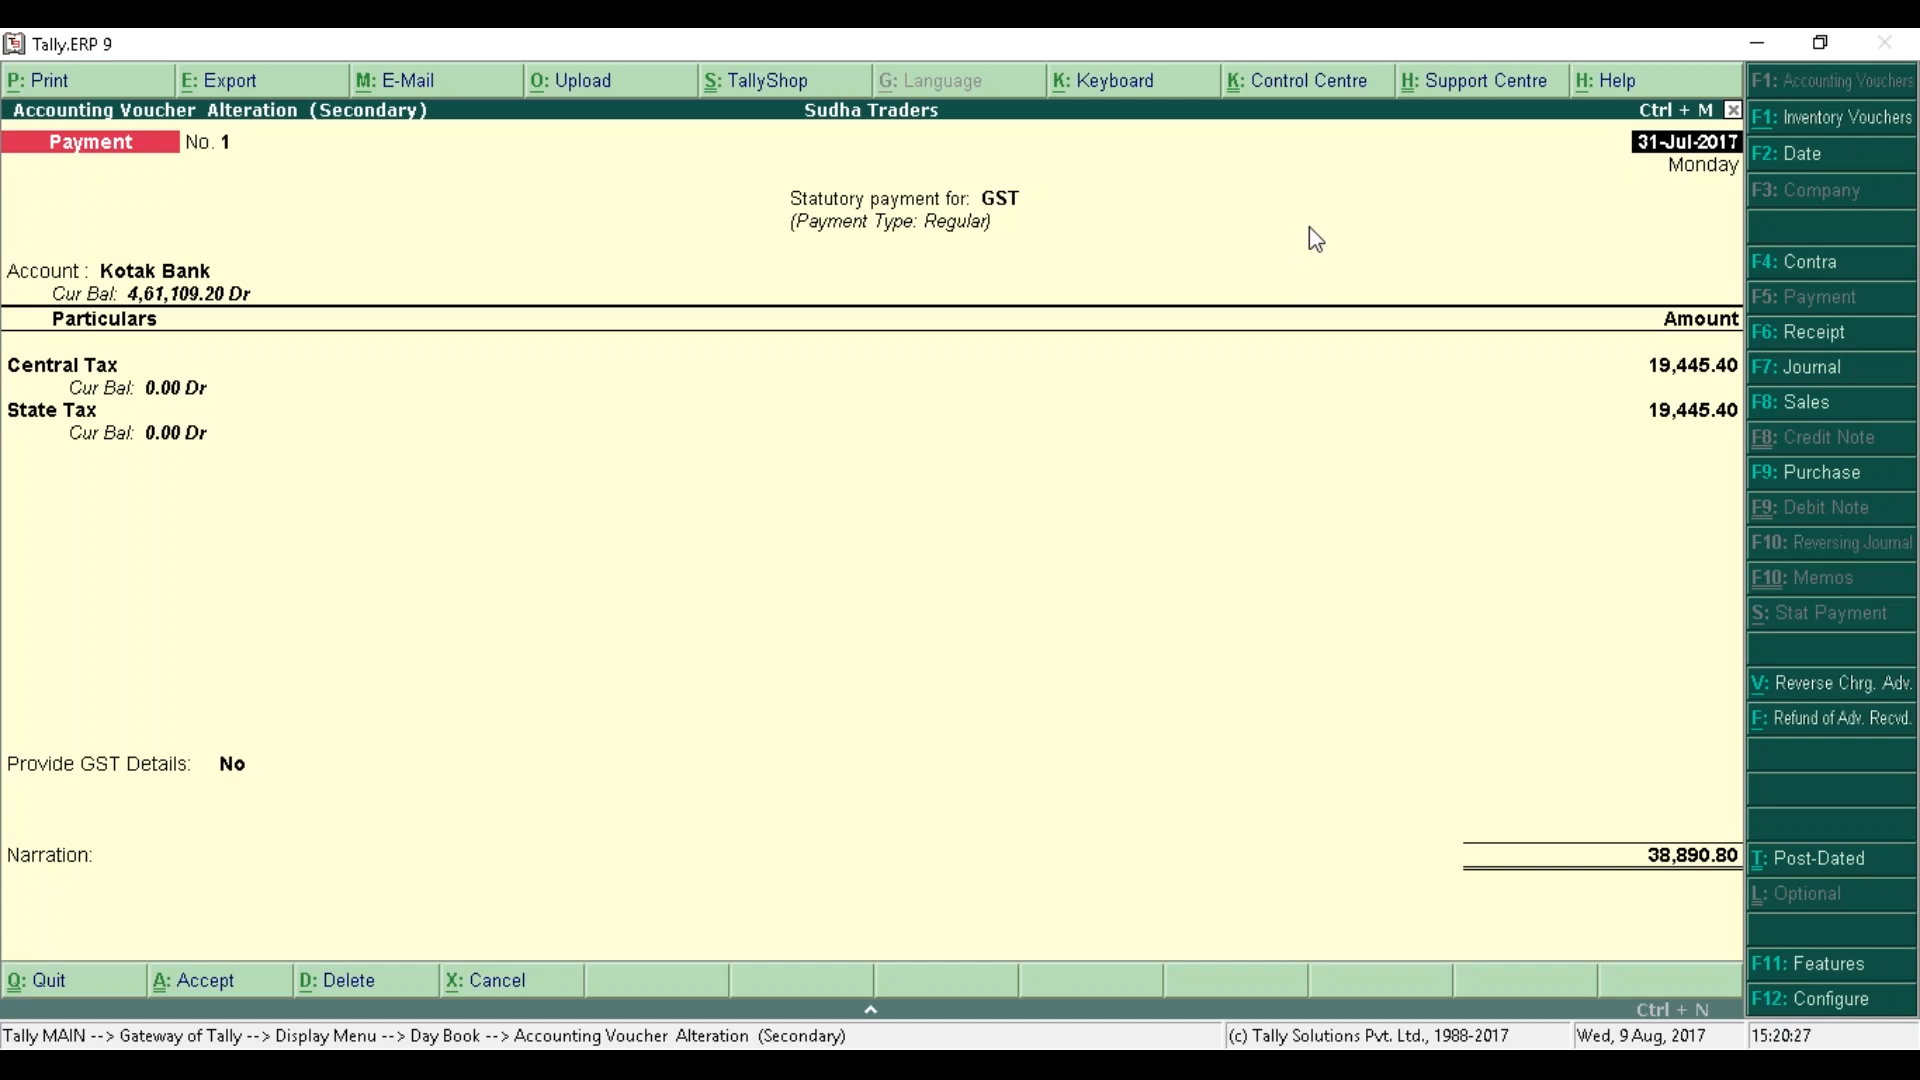 Tally.ERP 9
P: Print E: Export M: E-Mail O: Upload S: TallyShop G: Language K: Keyboard K: Control Centre H: Support Centre H: Help
F1: Accounting Vouchers
Accounting Voucher Alteration (Secondary) Sudha Traders Ctrl + M
F1: Inventory Vouchers
Payment No. 1 31-Jul-2017
F2: Date
Monday
F3: Company
Statutory payment for: GST
(Payment Type: Regular)
F4: Contra
Account : Kotak Bank
Cur Bal: 4,61,109.20 Dr
F5: Payment
Particulars Amount
F6: Receipt
Central Tax 19,445.40
F7: Journal
Cur Bal: 0.00 Dr
F8: Sales
State Tax 19,445.40
Cur Bal: 0.00 Dr
F8: Credit Note
F9: Purchase
F9: Debit Note
F10: Reversing Journal
F10: Memos
S: Stat Payment
V: Reverse Chrg. Adv.
F: Refund of Adv. Recvd.
Provide GST Details: No
Narration: 38,890.80
T: Post-Dated
L: Optional
F11: Features
Q: Quit A: Accept D: Delete X: Cancel
F12: Configure
Ctrl + N
Tally MAIN --> Gateway of Tally --> Display Menu --> Day Book --> Accounting Voucher Alteration (Secondary) (c) Tally Solutions Pvt. Ltd., 1988-2017 Wed, 9 Aug, 2017 15:20:27